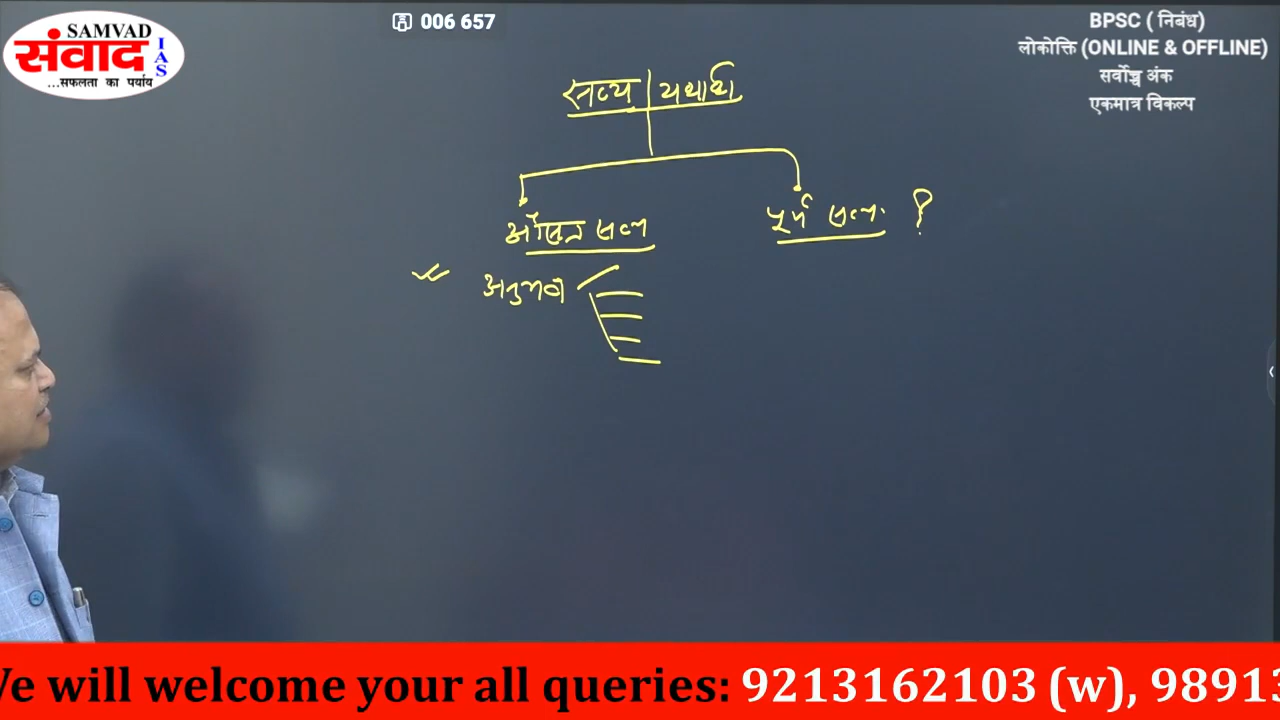 SAMVAD
संवाद
IAS
...सफलता का पर्याय
006 657
BPSC ( निबंध)
लोकोक्ति (ONLINE & OFFLINE)
सर्वोच्च अंक
एकमात्र विकल्प
सत्य | यथार्थ
आंशिक सत्य
पूर्ण सत्य ?
अनुभव
We will welcome your all queries: 9213162103 (w), 98913